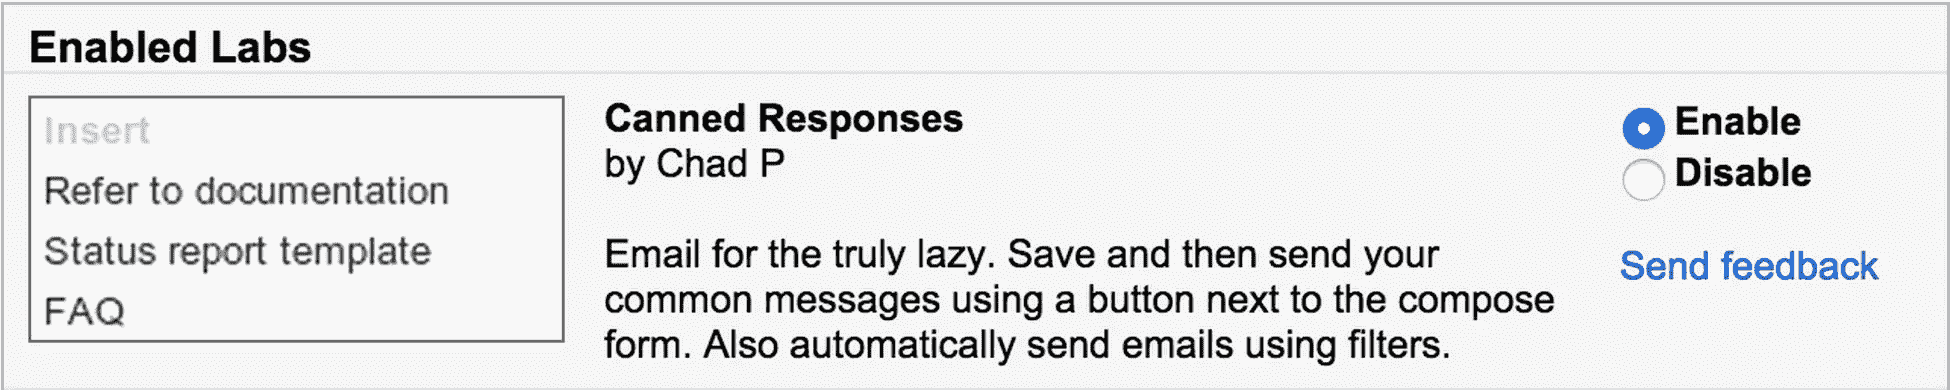 Enabled Labs
Insert
Refer to documentation
Status report template
FAQ
Canned Responses
by Chad P
Email for the truly lazy. Save and then send your
common messages using a button next to the compose
form. Also automatically send emails using filters.
Enable
Disable
Send feedback